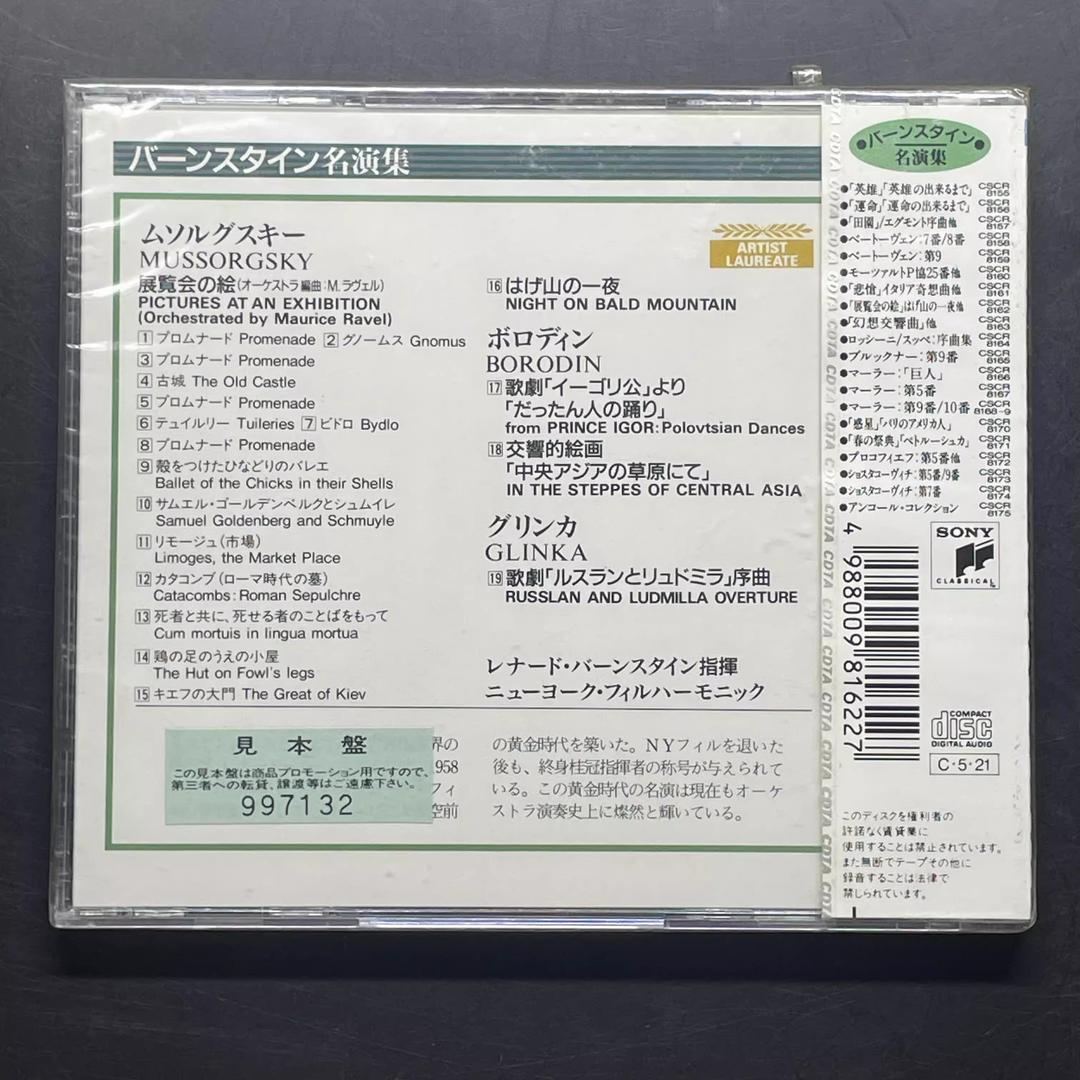 バーンスタイン名演集
ムソルグスキー
MUSSORGSKY
展覧会の絵(オーケストラ編曲:M.ラヴェル)
PICTURES AT AN EXHIBITION
(Orchestrated by Maurice Ravel)
1 プロムナード Promenade 2 グノームス Gnomus
3 プロムナード Promenade
4 古城 The Old Castle
5 プロムナード Promenade
6 テュイルリー Tuileries 7 ビドロ Bydlo
8 プロムナード Promenade
9 殻をつけたひなどりのバレエ
Ballet of the Chicks in their Shells
10 サムエル・ゴールデンベルクとシュムイレ
Samuel Goldenberg and Schmuyle
11 リモージュ(市場)
Limoges, the Market Place
12 カタコンブ(ローマ時代の墓)
Catacombs:Roman Sepulchre
13 死者と共に、死せる者のことばをもって
Cum mortuis in lingua mortua
14 鶏の足のうえの小屋
The Hut on Fowl's legs
15 キエフの大門 The Great of Kiev
ARTIST
LAUREATE
16 はげ山の一夜
NIGHT ON BALD MOUNTAIN
ボロディン
BORODIN
17 歌劇「イーゴリ公」より
「だったん人の踊り」
from PRINCE IGOR:Polovtsian Dances
18 交響的絵画
「中央アジアの草原にて」
IN THE STEPPES OF CENTRAL ASIA
グリンカ
GLINKA
19 歌劇「ルスランとリュドミラ」序曲
RUSSLAN AND LUDMILLA OVERTURE
レナード・バーンスタイン指揮
ニューヨーク・フィルハーモニック
見本盤
この見本盤は商品プロモーション用ですので、
第三者への転貸、譲渡等はご遠慮下さい。
997132
界の
1958
フィ
空前
の黄金時代を築いた。NYフィルを退いた
後も、終身桂冠指揮者の称号が与えられて
いる。この黄金時代の名演は現在もオーケ
ストラ演奏史上に燦然と輝いている。
バーンスタイン
名演集
●「英雄」「英雄の出来るまで」 CSCR 8155
●「運命」「運命の出来るまで」 CSCR 8156
●「田園」/エグモント序曲他 CSCR 8157
●ベートーヴェン:7番/8番 CSCR 8158
●ベートーヴェン:第9 CSCR 8159
●モーツァルトP協25番他 CSCR 8160
●「悲愴」イタリア奇想曲他 CSCR 8161
●「展覧会の絵」はげ山の一夜他 CSCR 8162
●「幻想交響曲」他 CSCR 8163
●ロッシーニ/スッペ:序曲集 CSCR 8164
●ブルックナー:第9番 CSCR 8165
●マーラー:「巨人」 CSCR 8166
●マーラー:第5番 CSCR 8167
●マーラー:第9番/10番 CSCR 8168-9
●「惑星」「パリのアメリカ人」 CSCR 8170
●「春の祭典」「ペトルーシュカ」 CSCR 8171
●プロコフィエフ:第5番他 CSCR 8172
●ショスタコーヴィチ:第5番/9番 CSCR 8173
●ショスタコーヴィチ:第7番 CSCR 8174
●アンコール・コレクション CSCR 8175
SONY
CLASSICAL
4 988009 816227
COMPACT
disc
DIGITAL AUDIO
C・5・21
このディスクを権利者の
許諾なく賃貸業に
使用することは禁止されています。
また無断でテープその他に
録音することは法律で
禁じられています。
CDTA CDTA CDTA CDTA CDTA CDTA CDTA CDTA